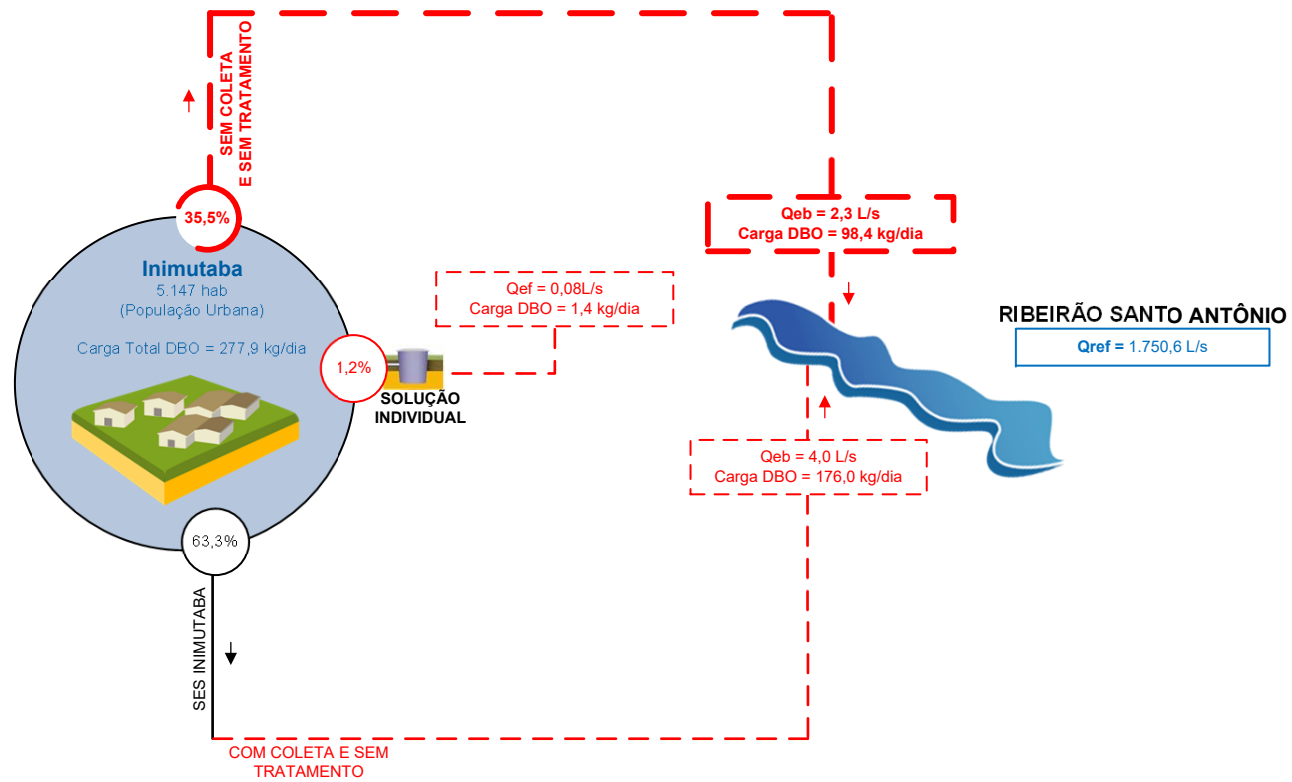 SEM COLETA
E SEM TRATAMENTO
35,5%
Qeb = 2,3 L/s
Carga DBO = 98,4 kg/dia
Inimutaba
5.147 hab
(População Urbana)
Carga Total DBO = 277,9 kg/dia
Qef = 0,08L/s
Carga DBO = 1,4 kg/dia
1,2%
SOLUÇÃO
INDIVIDUAL
RIBEIRÃO SANTO ANTÔNIO
Qref = 1.750,6 L/s
Qeb = 4,0 L/s
Carga DBO = 176,0 kg/dia
63,3%
SES INIMUTABA
COM COLETA E SEM
TRATAMENTO